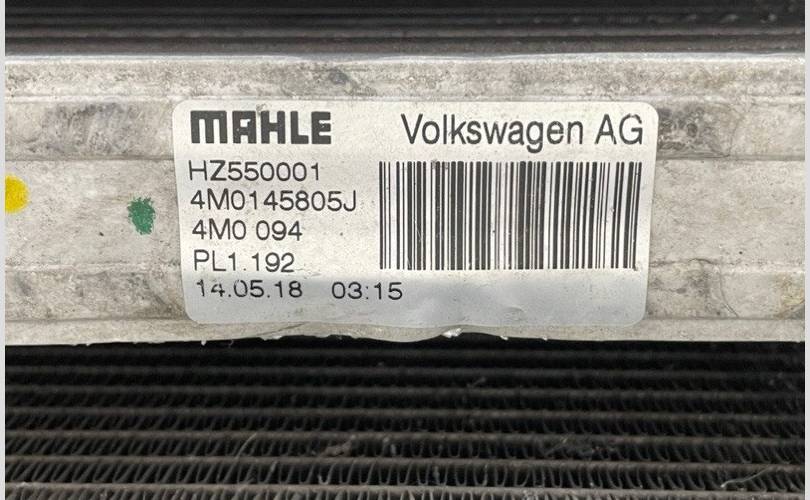 MAHLE Volkswagen AG
HZ550001
4M0145805J
4M0 094
PL1.192
14.05.18 03:15